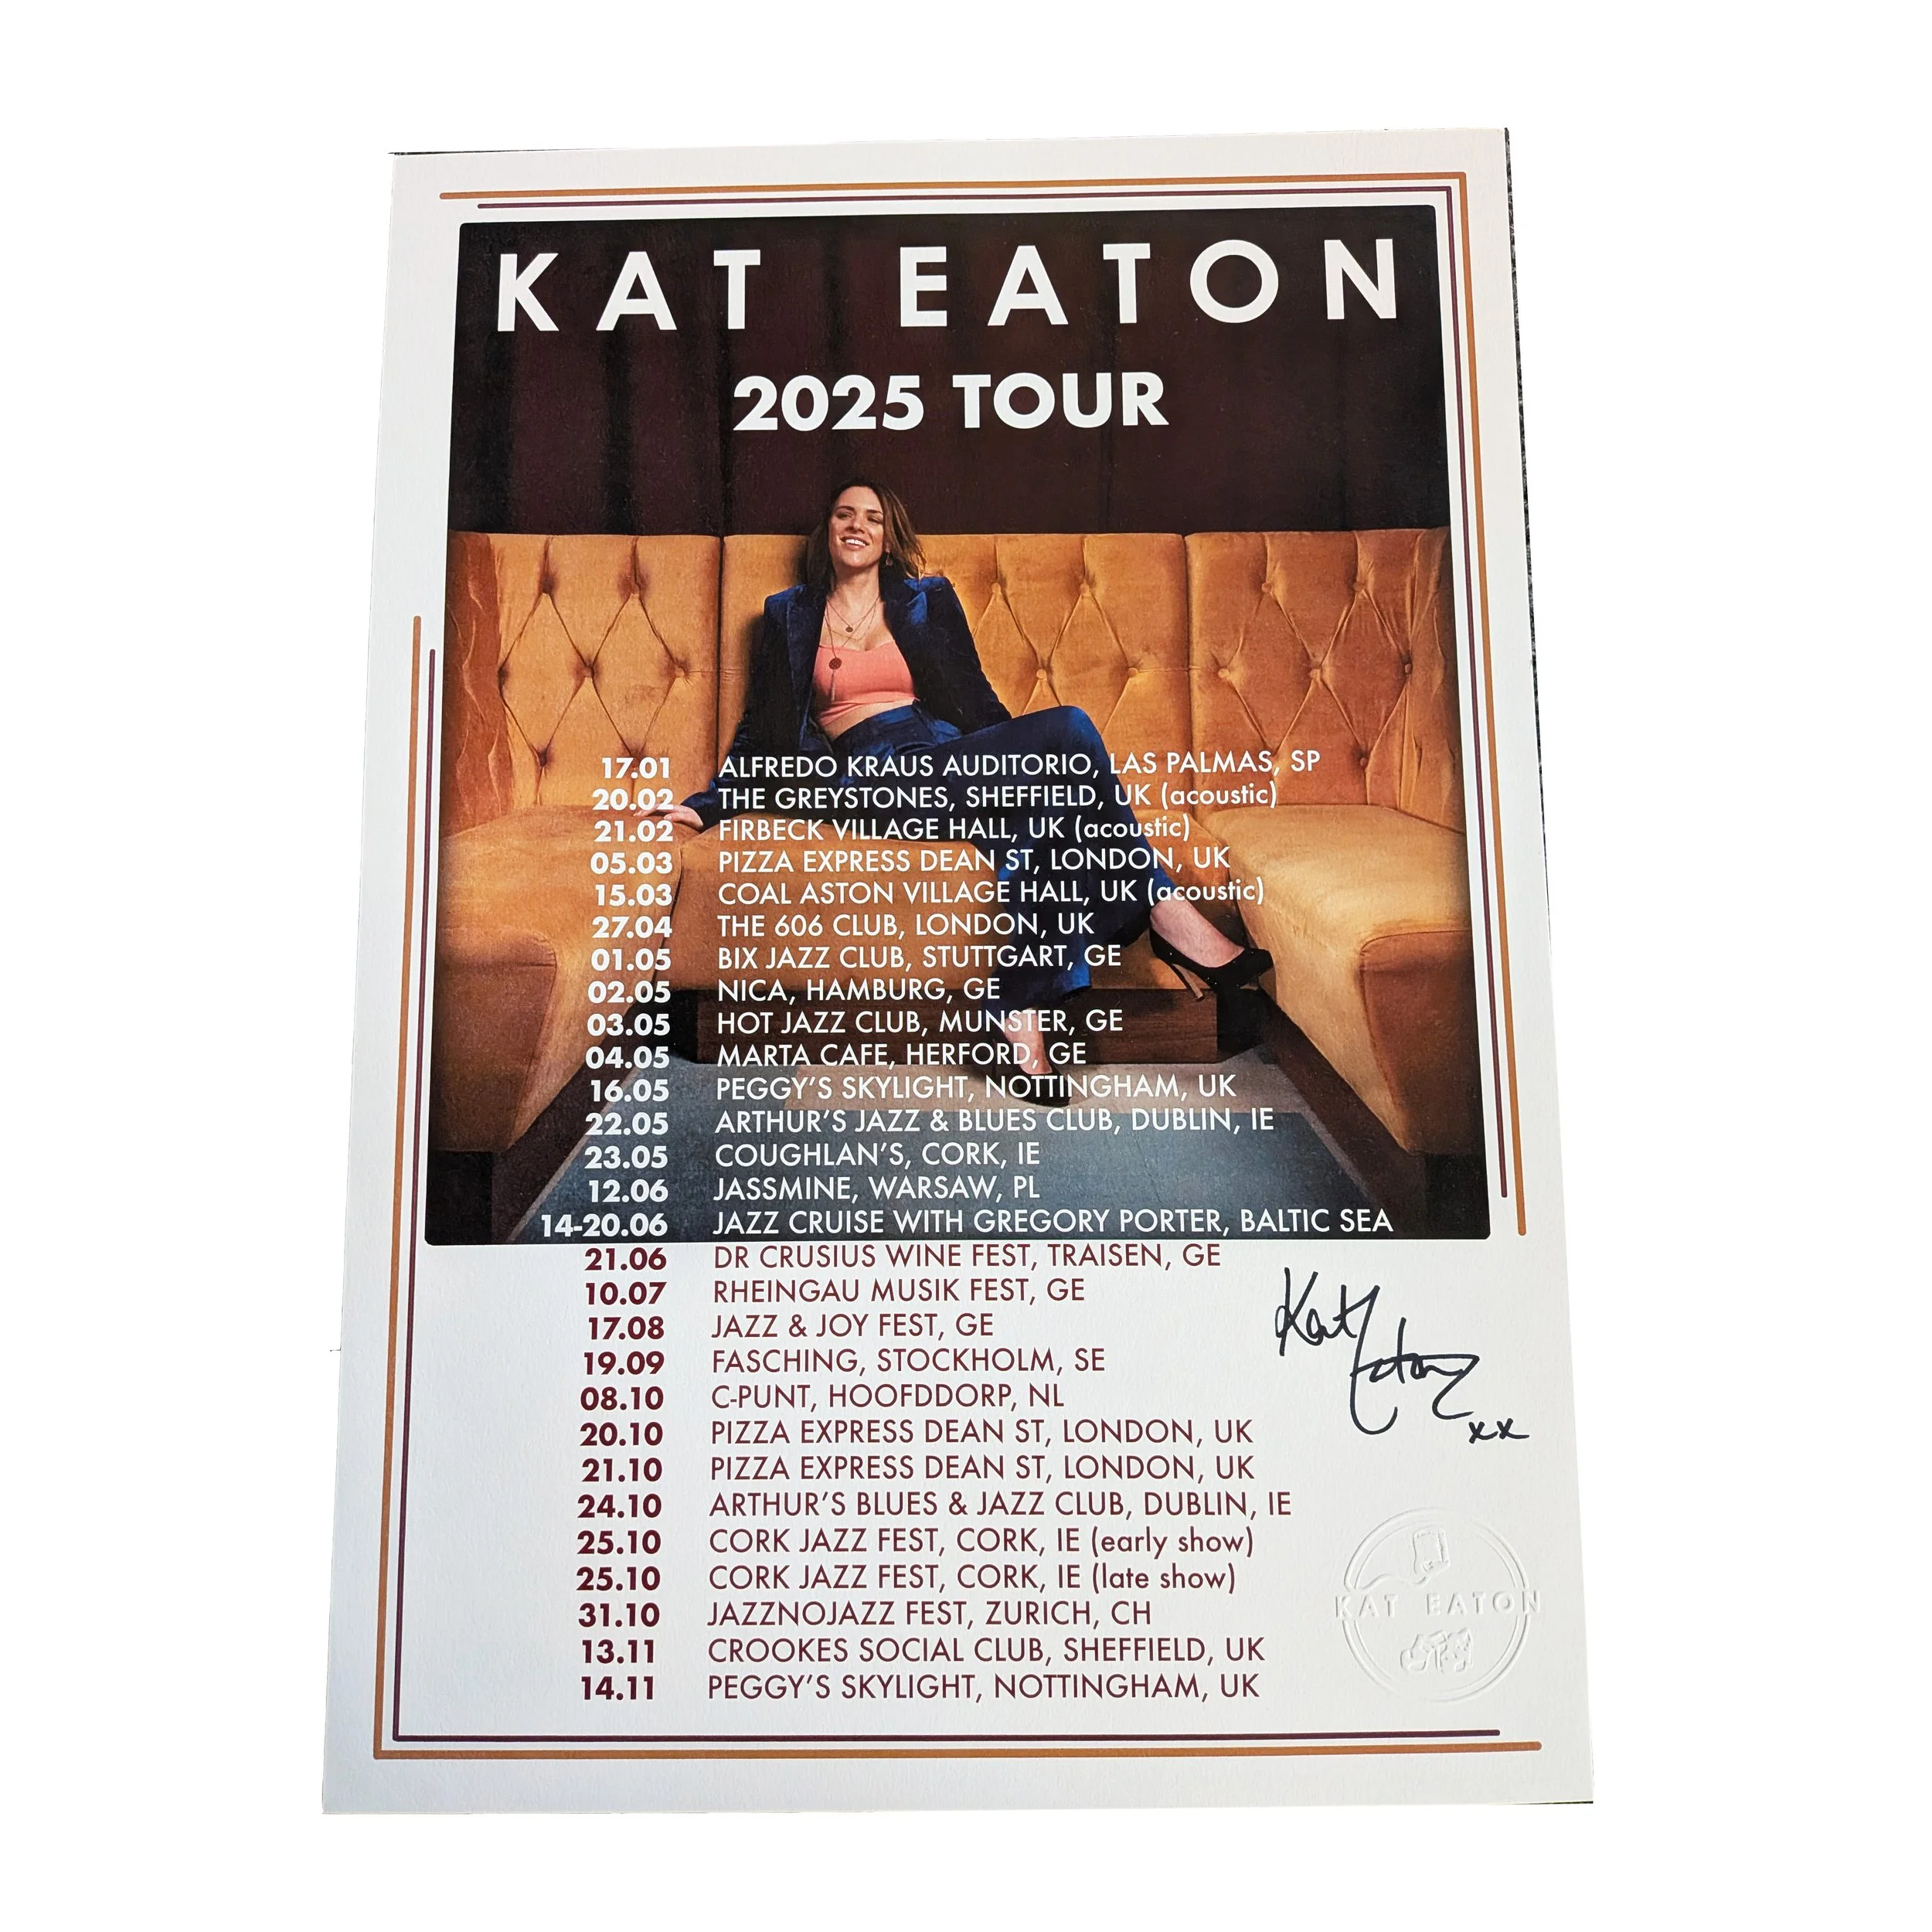 KAT EATON
2025 TOUR
17.01 ALFREDO KRAUS AUDITORIO, LAS PALMAS, SP
20.02 THE GREYSTONES, SHEFFIELD, UK (acoustic)
21.02 FIRBECK VILLAGE HALL, UK (acoustic)
05.03 PIZZA EXPRESS DEAN ST, LONDON, UK
15.03 COAL ASTON VILLAGE HALL, UK (acoustic)
27.04 THE 606 CLUB, LONDON, UK
01.05 BIX JAZZ CLUB, STUTTGART, GE
02.05 NICA, HAMBURG, GE
03.05 HOT JAZZ CLUB, MUNSTER, GE
04.05 MARTA CAFE, HERFORD, GE
16.05 PEGGY'S SKYLIGHT, NOTTINGHAM, UK
22.05 ARTHUR'S JAZZ & BLUES CLUB, DUBLIN, IE
23.05 COUGHLAN'S, CORK, IE
12.06 JASSMINE, WARSAW, PL
14-20.06 JAZZ CRUISE WITH GREGORY PORTER, BALTIC SEA
21.06 DR CRUSIUS WINE FEST, TRAISEN, GE
10.07 RHEINGAU MUSIK FEST, GE
17.08 JAZZ & JOY FEST, GE
19.09 FASCHING, STOCKHOLM, SE
08.10 C-PUNT, HOOFDDORP, NL
20.10 PIZZA EXPRESS DEAN ST, LONDON, UK
21.10 PIZZA EXPRESS DEAN ST, LONDON, UK
24.10 ARTHUR'S BLUES & JAZZ CLUB, DUBLIN, IE
25.10 CORK JAZZ FEST, CORK, IE (early show)
25.10 CORK JAZZ FEST, CORK, IE (late show)
31.10 JAZZNOJAZZ FEST, ZURICH, CH
13.11 CROOKES SOCIAL CLUB, SHEFFIELD, UK
14.11 PEGGY'S SKYLIGHT, NOTTINGHAM, UK
Kat
Eaton
xx
KAT EATON